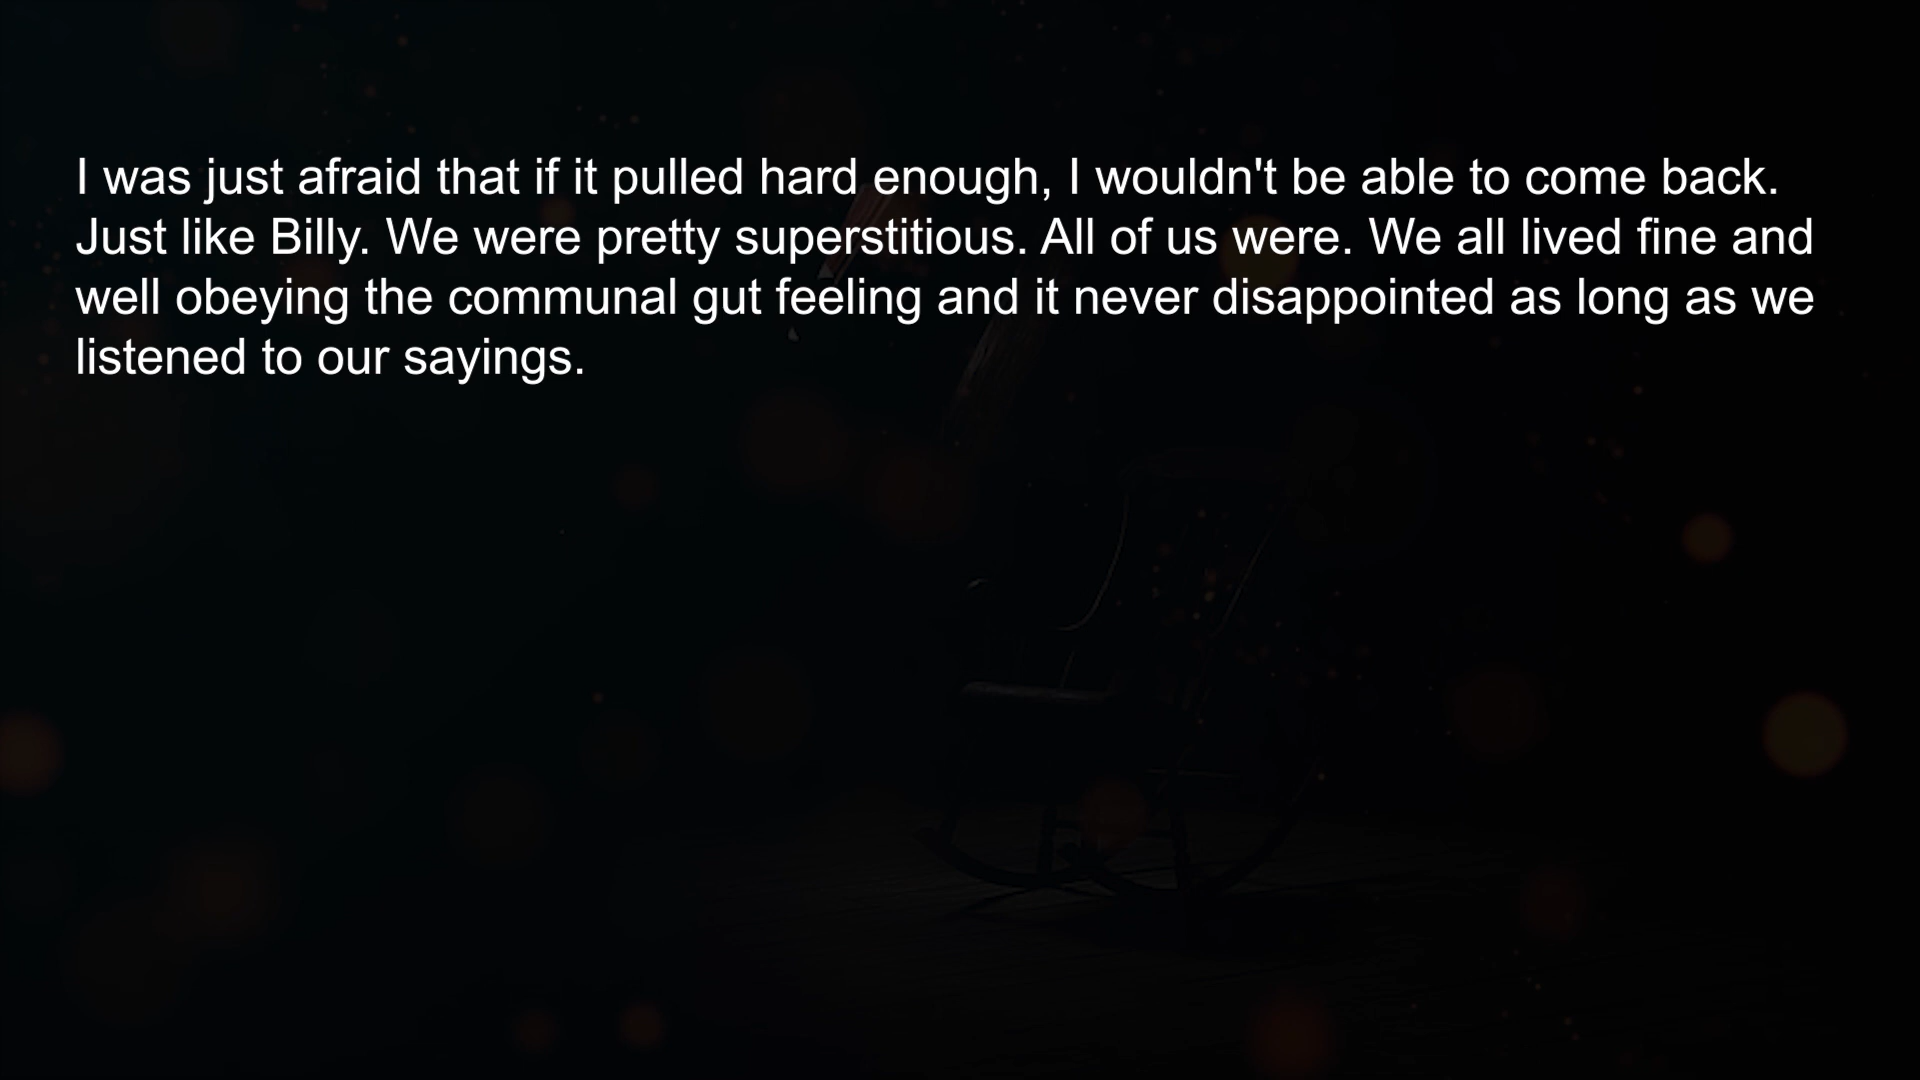 I was just afraid that if it pulled hard enough, I wouldn't be able to come back.
Just like Billy. We were pretty superstitious. All of us were. We all lived fine and
well obeying the communal gut feeling and it never disappointed as long as we
listened to our sayings.